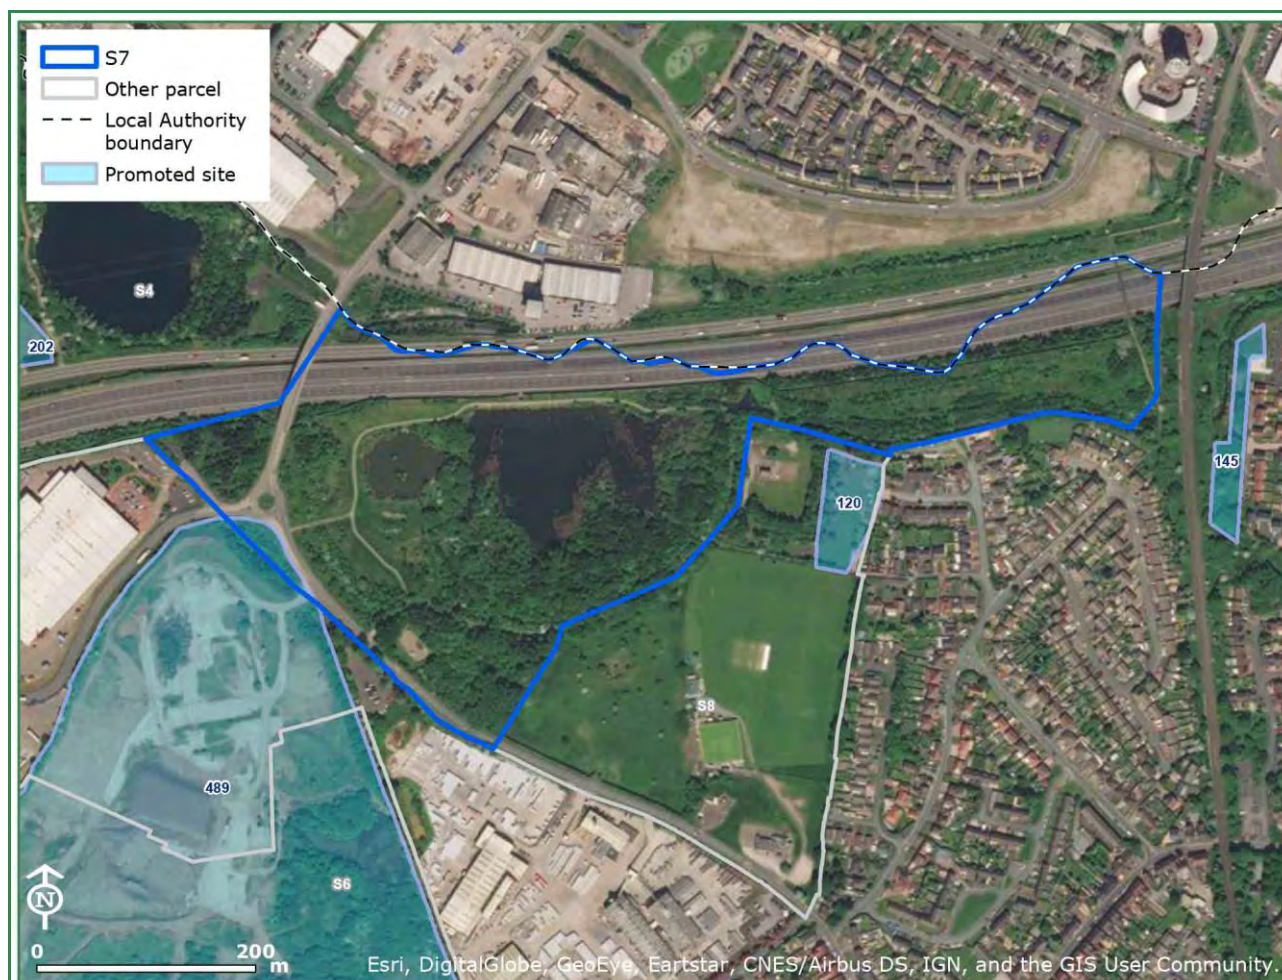 S7
Other parcel
Local Authority
boundary
Promoted site
S4
202
145
120
S8
489
S6
N
0 200
m
Esri, DigitalGlobe, GeoEye, Eartstar, CNES/Airbus DS, IGN, and the GIS User Community